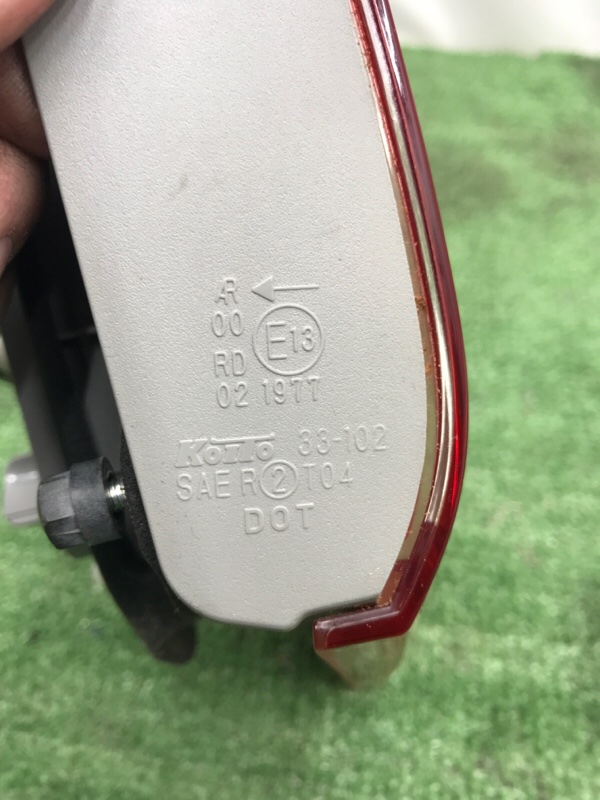 AR ←
00 E13
RD
02 1977
KOITO 33-102
SAE R ② T04
DOT